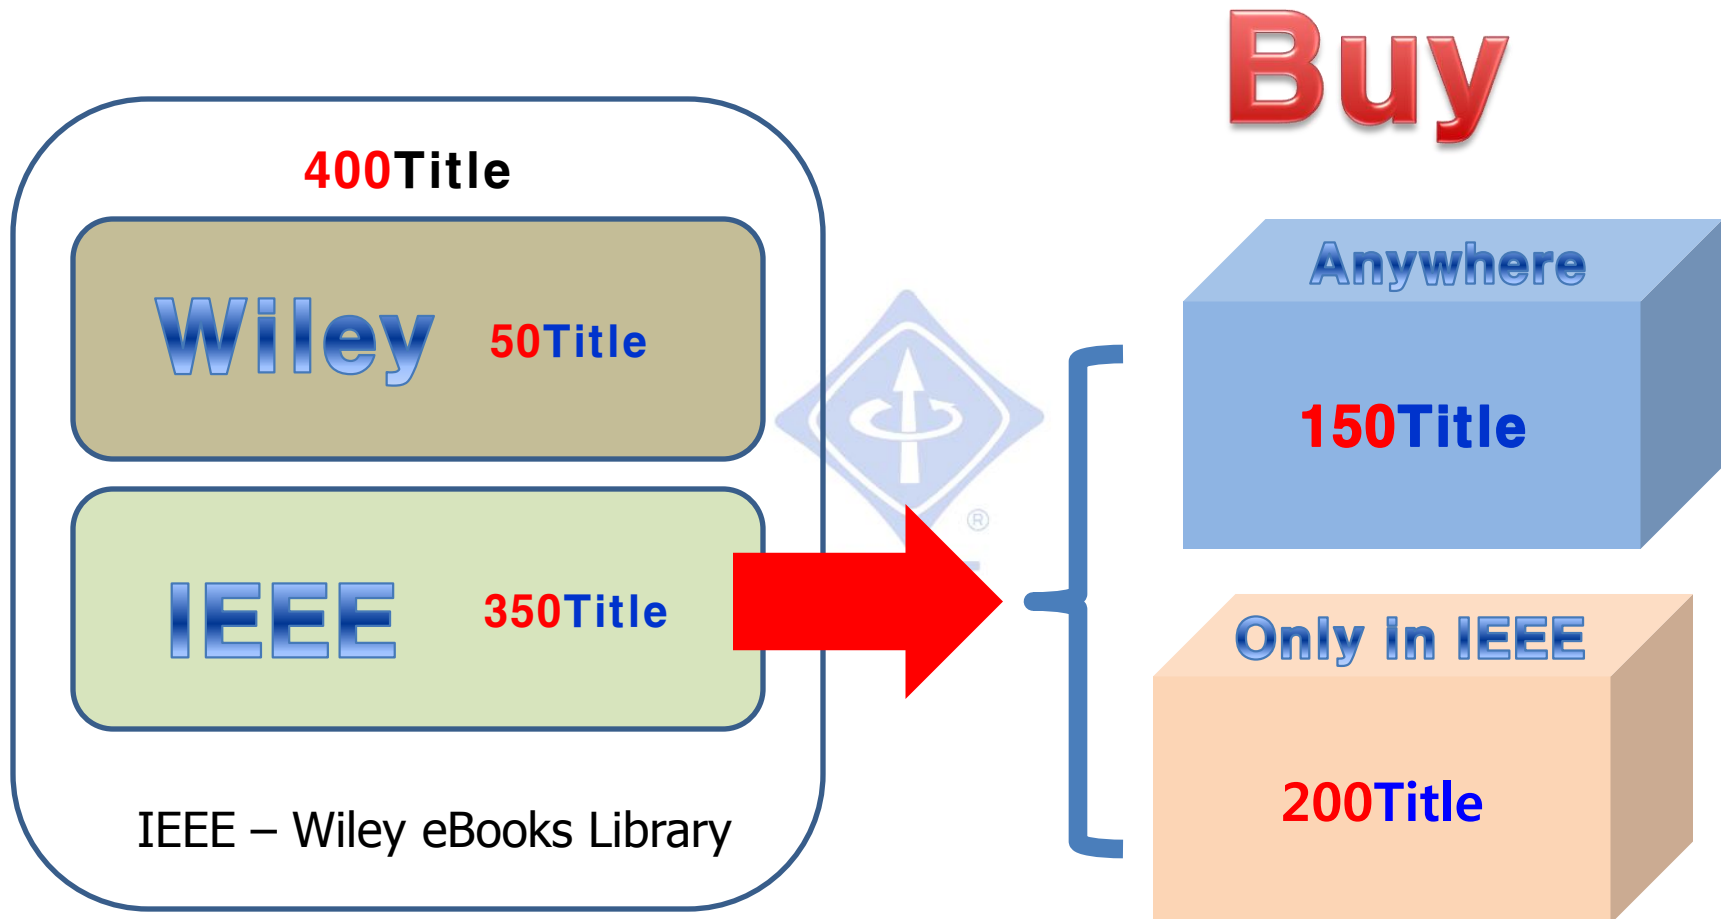 Buy
400Title
Wiley 50Title
IEEE 350Title
IEEE – Wiley eBooks Library
®
Anywhere
150Title
Only in IEEE
200Title